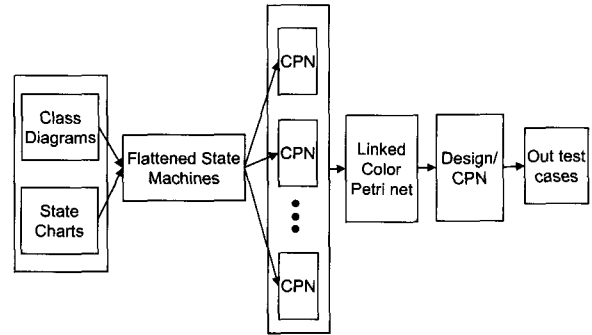 Class
Diagrams
State
Charts
Flattened State
Machines
CPN
CPN
CPN
Linked
Color
Petri net
Design/
CPN
Out test
cases